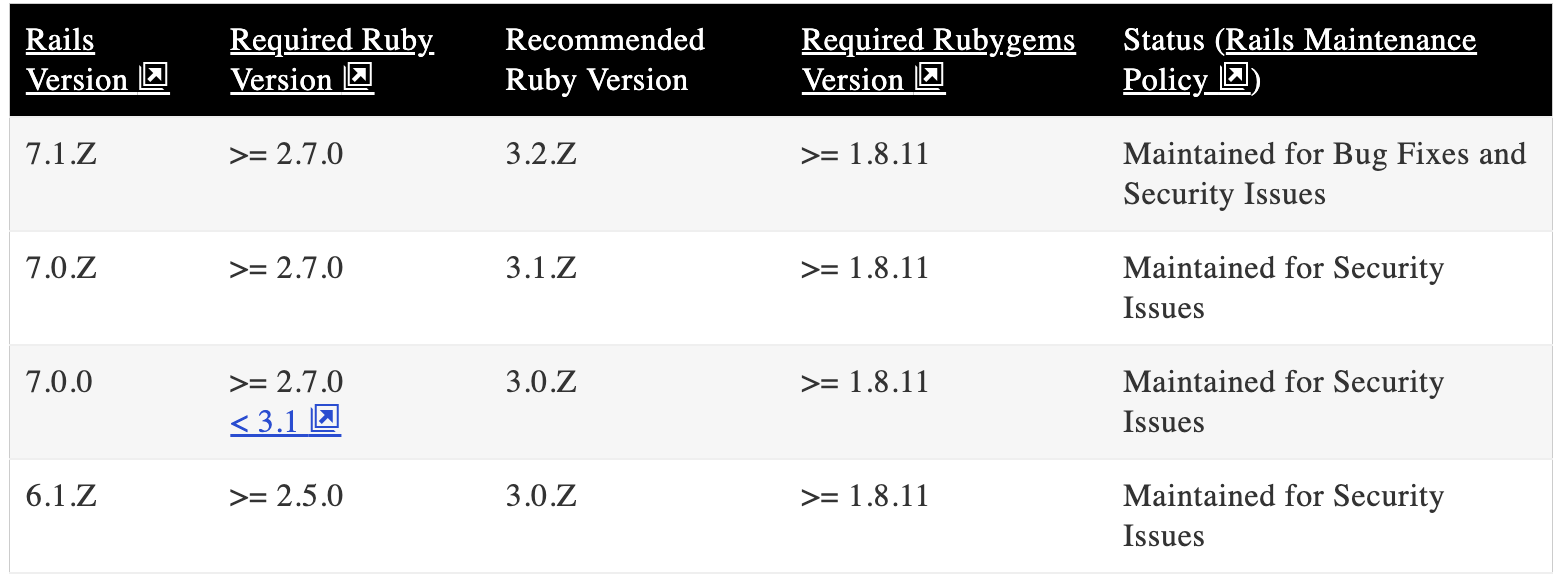 Rails Version
Required Ruby Version
Recommended Ruby Version
Required Rubygems Version
Status (Rails Maintenance Policy)
7.1.Z
>= 2.7.0
3.2.Z
>= 1.8.11
Maintained for Bug Fixes and
Security Issues
7.0.Z
>= 2.7.0
3.1.Z
>= 1.8.11
Maintained for Security
Issues
7.0.0
>= 2.7.0
< 3.1
3.0.Z
>= 1.8.11
Maintained for Security
Issues
6.1.Z
>= 2.5.0
3.0.Z
>= 1.8.11
Maintained for Security
Issues